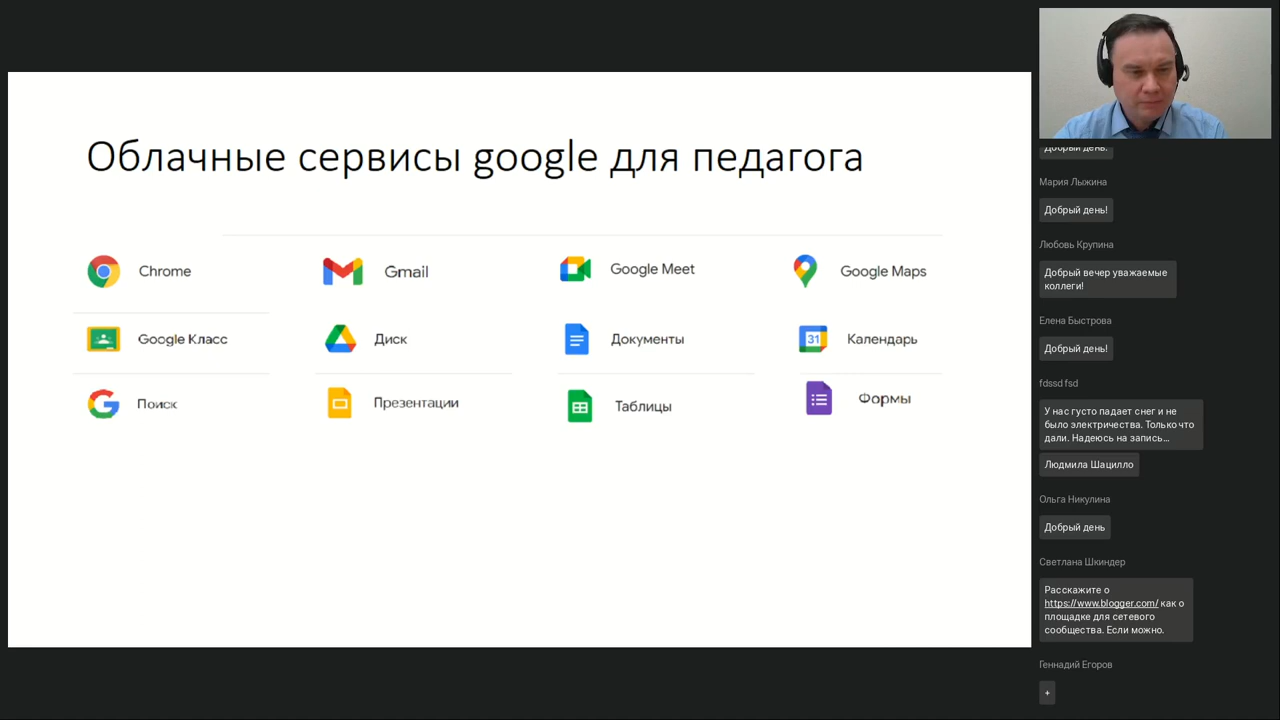 Облачные сервисы google для педагога
Chrome
Gmail
Google Meet
Google Maps
Google Класс
Диск
Документы
31
Календарь
Поиск
Презентации
Таблицы
Формы
Добрый день!
Мария Лыжина
Добрый день!
Любовь Крупина
Добрый вечер уважаемые
коллеги!
Елена Быстрова
Добрый день!
fdssd fsd
У нас густо падает снег и не
было электричества. Только что
дали. Надеюсь на запись...
Людмила Шацилло
Ольга Никулина
Добрый день
Светлана Шкиндер
Расскажите о
https://www.blogger.com/ как о
площадке для сетевого
сообщества. Если можно.
Геннадий Егоров
+